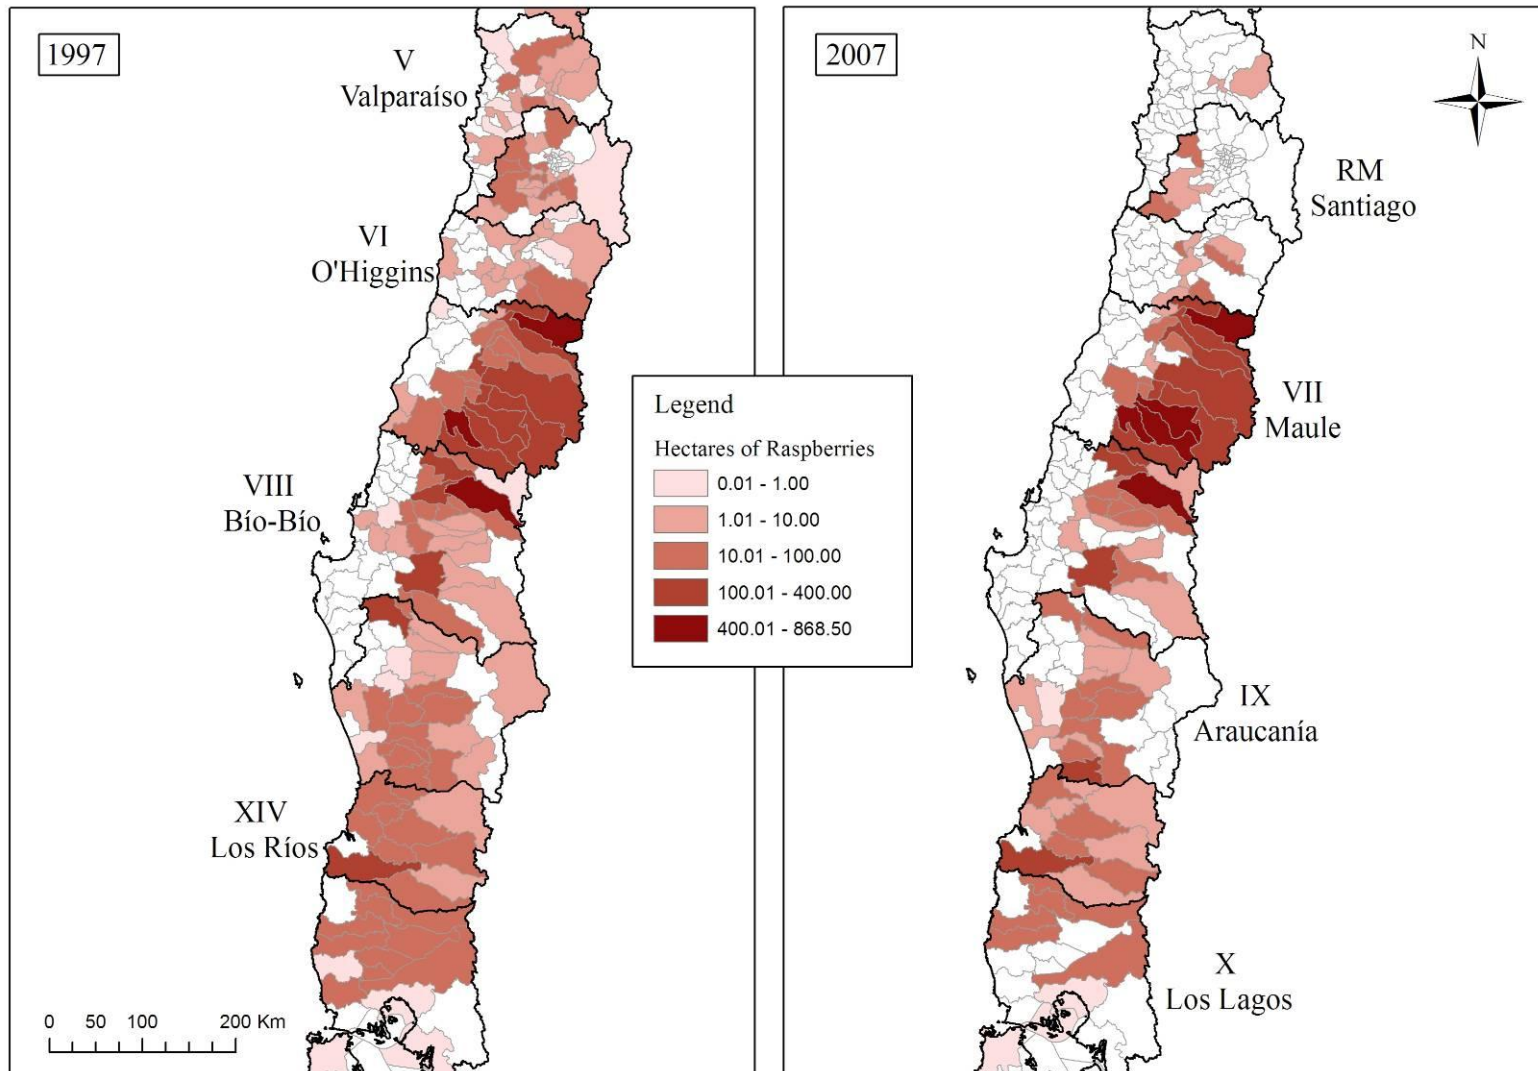 1997
V
Valparaíso
VI
O'Higgins
VIII
Bío-Bío
XIV
Los Ríos
0 50 100 200 Km
Legend
Hectares of Raspberries
0.01 - 1.00
1.01 - 10.00
10.01 - 100.00
100.01 - 400.00
400.01 - 868.50
2007
N
RM
Santiago
VII
Maule
IX
Araucanía
X
Los Lagos